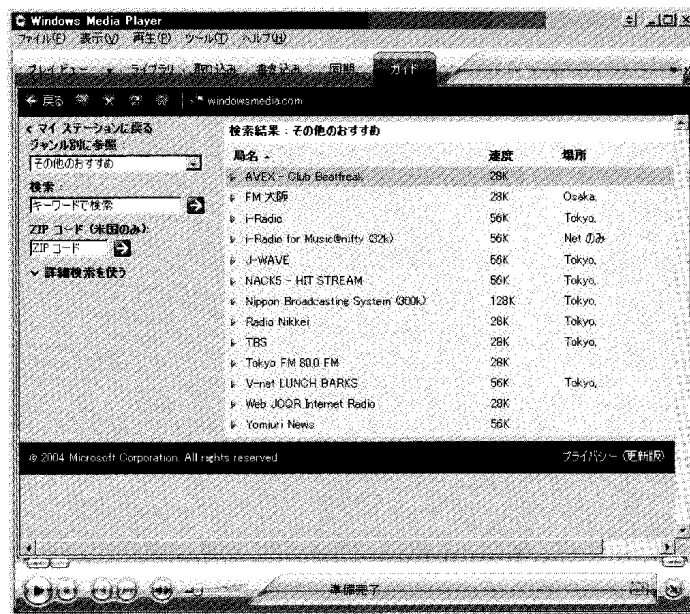 Windows Media Player
ファイル(F) 表示(V) 再生(P) ツール(T) ヘルプ(H)
プレイ ビュー ライブラリ 取り込み 書き込み 同期 ガイド
戻る windowsmedia.com
< マイ ステーションに戻る
ジャンル別に参照
その他のおすすめ
検索
キーワードで検索
ZIP コード (米国のみ):
ZIP コード
詳細検索を使う
検索結果 : その他のおすすめ
局名 速度 場所
AVEX - Club Beatfreak 28K
FM 大阪 28K Osaka,
i-Radio 56K Tokyo,
i-Radio for Music@nifty (32k) 56K Net のみ
J-WAVE 56K Tokyo,
NACK5 - HIT STREAM 56K Tokyo,
Nippon Broadcasting System (300k) 128K Tokyo,
Radio Nikkei 28K Tokyo,
TBS 28K Tokyo,
Tokyo FM 80.0 FM 28K
V-net LUNCH BARKS 56K Tokyo,
Web JOQR Internet Radio 28K
Yomiuri News 56K
© 2004 Microsoft Corporation. All rights reserved. プライバシー (更新版)
準備完了